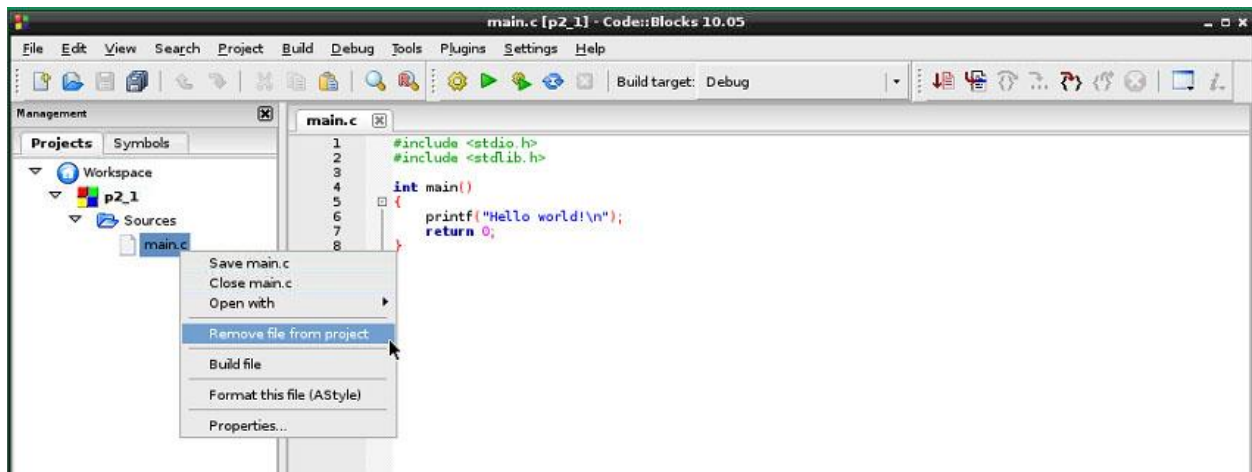 main.c [p2_1] - Code::Blocks 10.05
File Edit View Search Project Build Debug Tools Plugins Settings Help
Build target: Debug
Management
Projects Symbols
Workspace
p2_1
Sources
main.c
Save main.c
Close main.c
Open with
Remove file from project
Build file
Format this file (AStyle)
Properties...
main.c
1 #include <stdio.h>
2 #include <stdlib.h>
3
4 int main()
5 {
6 printf("Hello world!\n");
7 return 0;
8 }